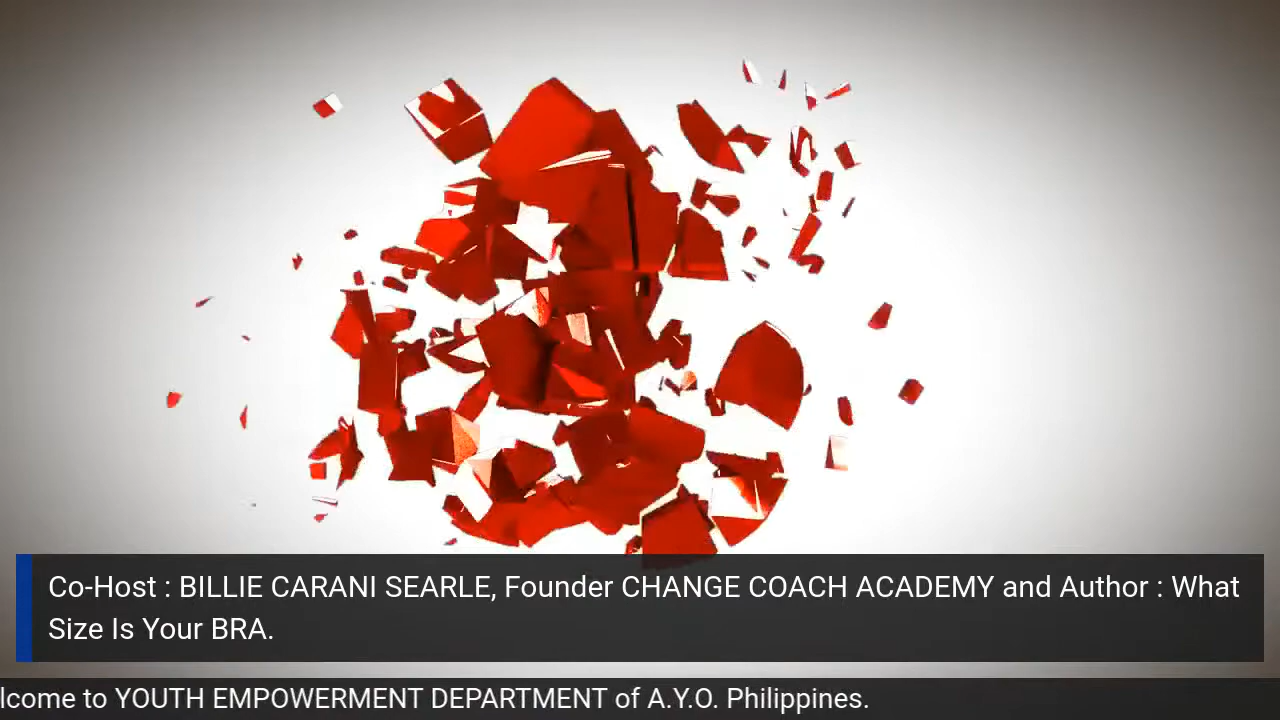 Co-Host : BILLIE CARANI SEARLE, Founder CHANGE COACH ACADEMY and Author : What
Size Is Your BRA.
lcome to YOUTH EMPOWERMENT DEPARTMENT of A.Y.O. Philippines.